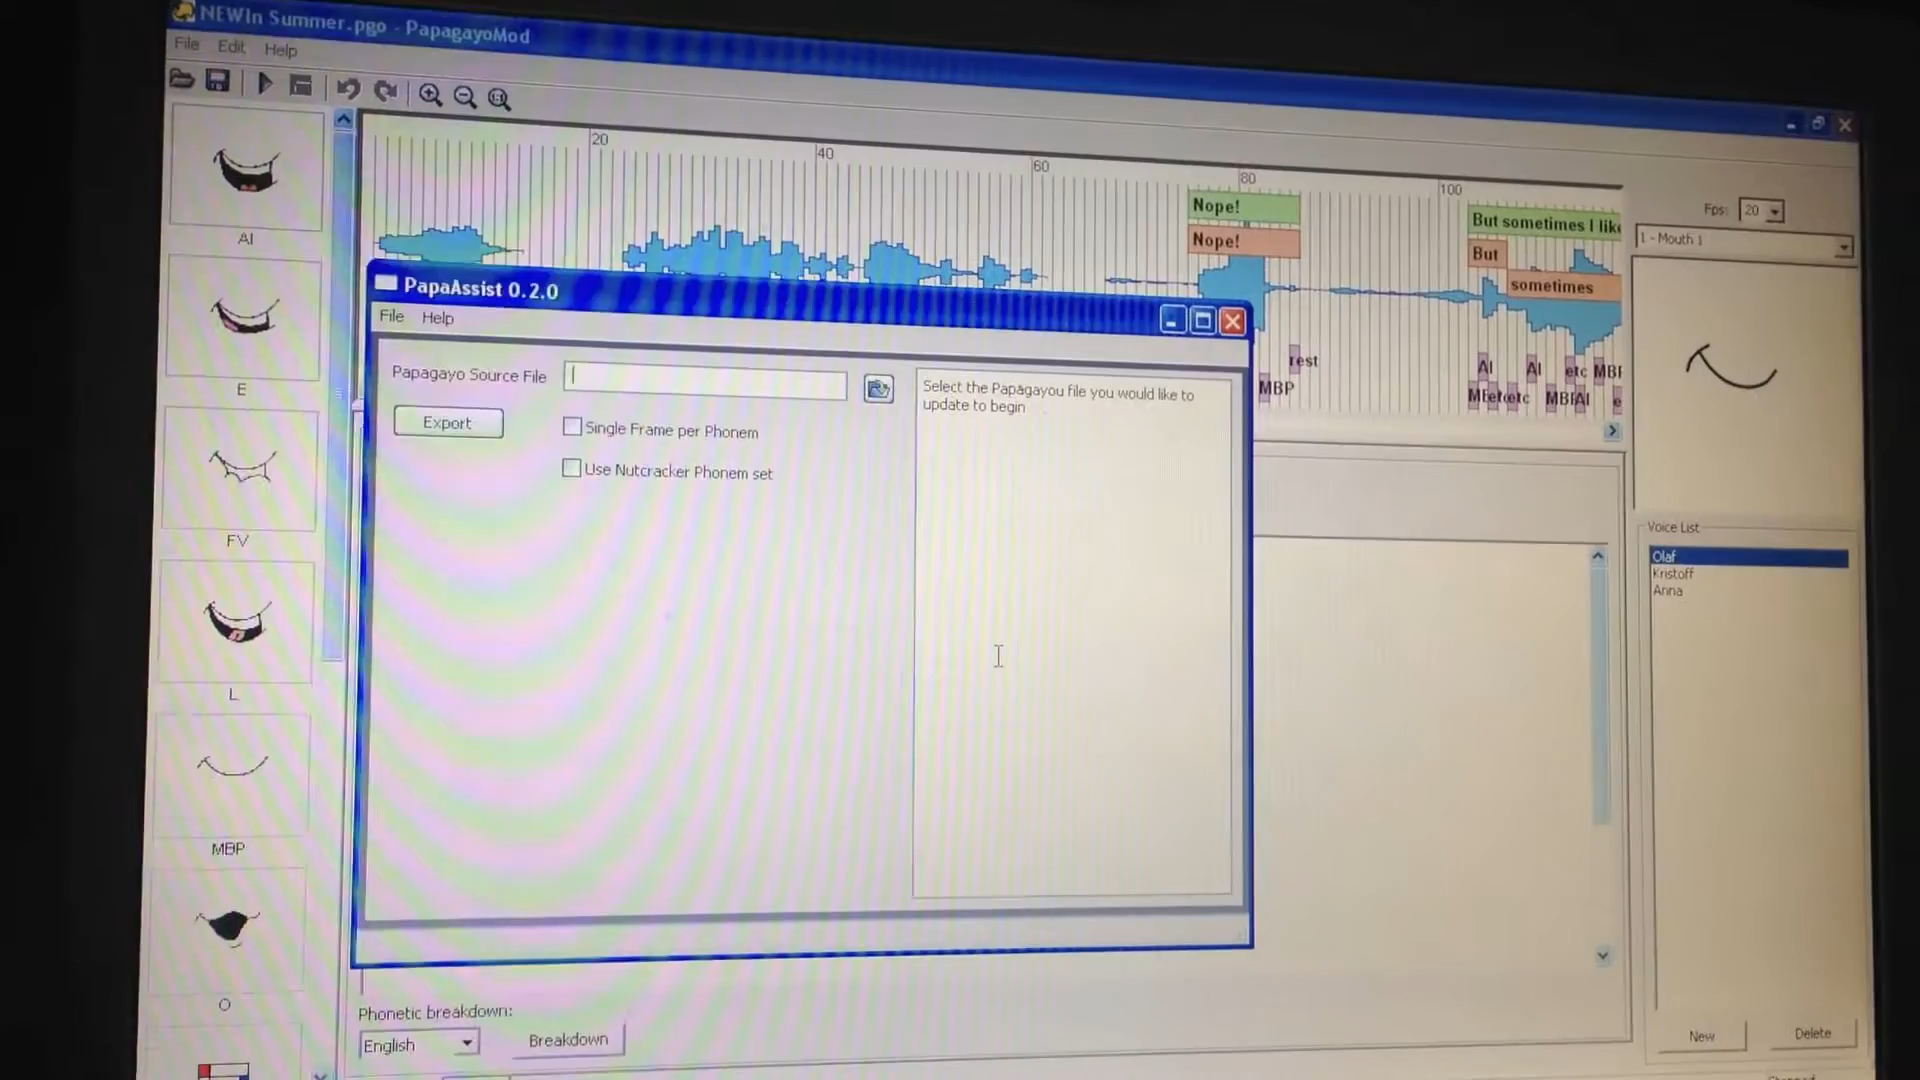 NEWIn Summer.pgo - PapagayoMod
File Edit Help
20 40 60 80 100
Nope!
Nope!
But sometimes I lik
But
sometimes
rest
MBP
AI AI etc MBP
MBP
Fps: 20
1 - Mouth 1
AI
E
FV
L
MBP
O
PapaAssist 0.2.0
File Help
Papagayo Source File
Export
Single Frame per Phonem
Use Nutcracker Phonem set
Select the Papagayou file you would like to
update to begin
Voice List
Olaf
Kristoff
Anna
New Delete
Phonetic breakdown:
English Breakdown